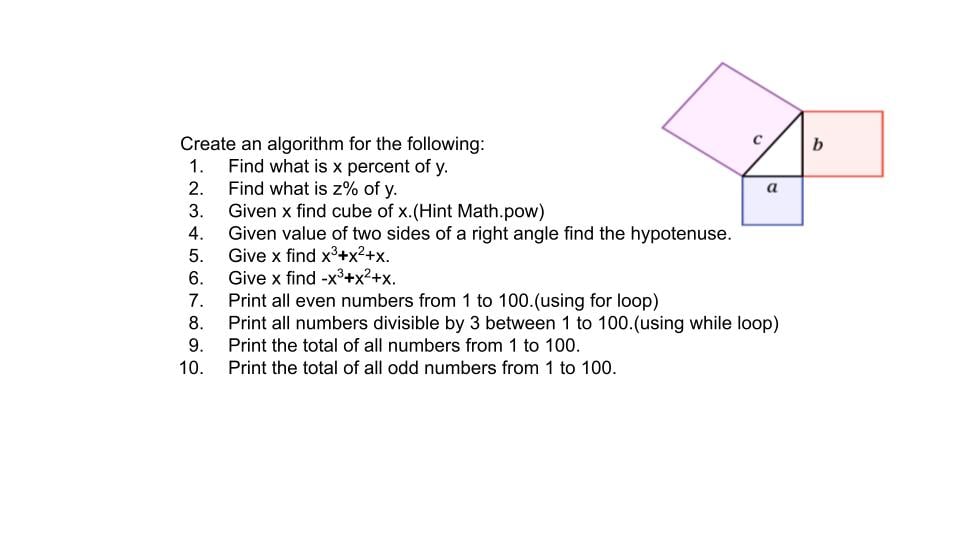 Create an algorithm for the following:
1. Find what is x percent of y.
2. Find what is z% of y.
3. Given x find cube of x.(Hint Math.pow)
4. Given value of two sides of a right angle find the hypotenuse.
5. Give x find x³+x²+x.
6. Give x find -x³+x²+x.
7. Print all even numbers from 1 to 100.(using for loop)
8. Print all numbers divisible by 3 between 1 to 100.(using while loop)
9. Print the total of all numbers from 1 to 100.
10. Print the total of all odd numbers from 1 to 100.
c
b
a